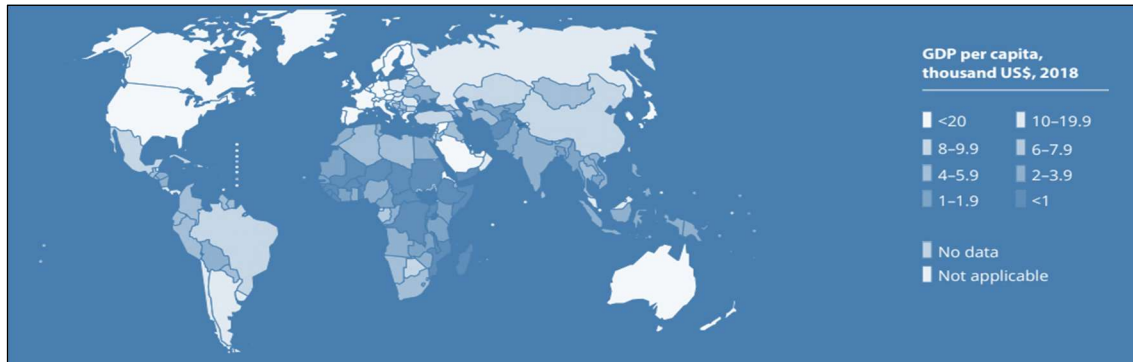 GDP per capita,
thousand US$, 2018
<20 10–19.9
8–9.9 6–7.9
4–5.9 2–3.9
1–1.9 <1
No data
Not applicable